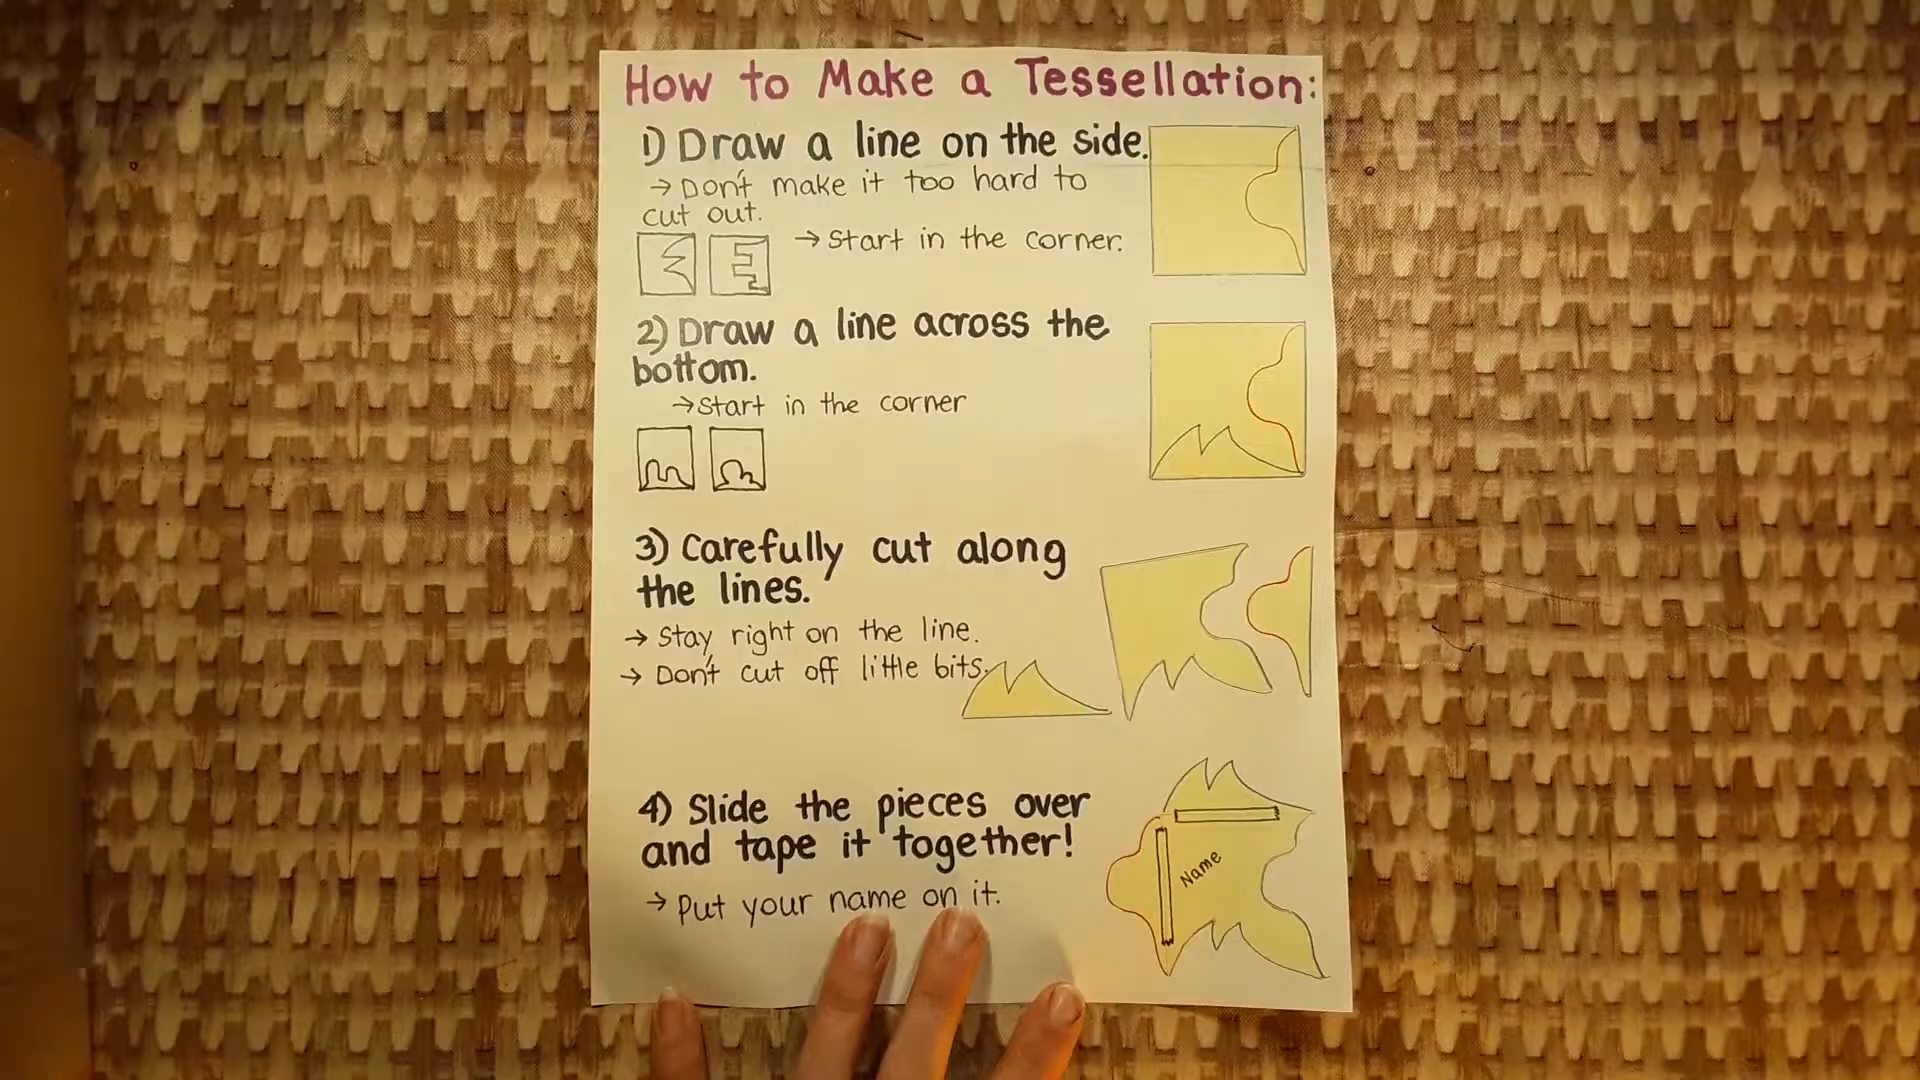 How to Make a Tessellation:
1) Draw a line on the side.
→ Don't make it too hard to
cut out.
→ Start in the corner.
2) Draw a line across the
bottom.
→ Start in the corner
3) Carefully cut along
the lines.
→ Stay right on the line.
→ Don't cut off little bits.
4) Slide the pieces over
and tape it together!
→ Put your name on it.
Name